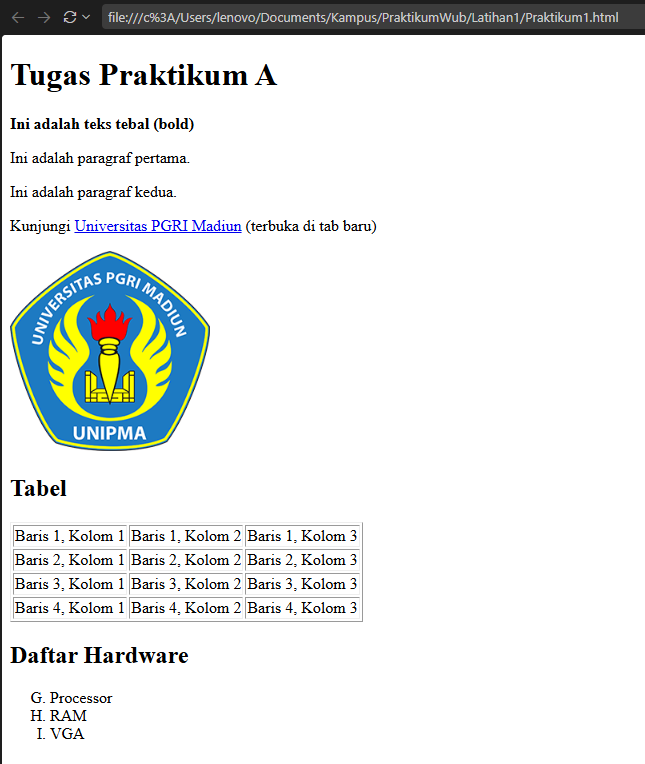 file:///c%3A/Users/lenovo/Documents/Kampus/PraktikumWub/Latihan1/Praktikum1.html
Tugas Praktikum A
Ini adalah teks tebal (bold)
Ini adalah paragraf pertama.
Ini adalah paragraf kedua.
Kunjungi Universitas PGRI Madiun (terbuka di tab baru)
UNIVERSITAS PGRI MADIUN
UNIPMA
Tabel
Baris 1, Kolom 1 Baris 1, Kolom 2 Baris 1, Kolom 3
Baris 2, Kolom 1 Baris 2, Kolom 2 Baris 2, Kolom 3
Baris 3, Kolom 1 Baris 3, Kolom 2 Baris 3, Kolom 3
Baris 4, Kolom 1 Baris 4, Kolom 2 Baris 4, Kolom 3
Daftar Hardware
G. Processor
H. RAM
I. VGA